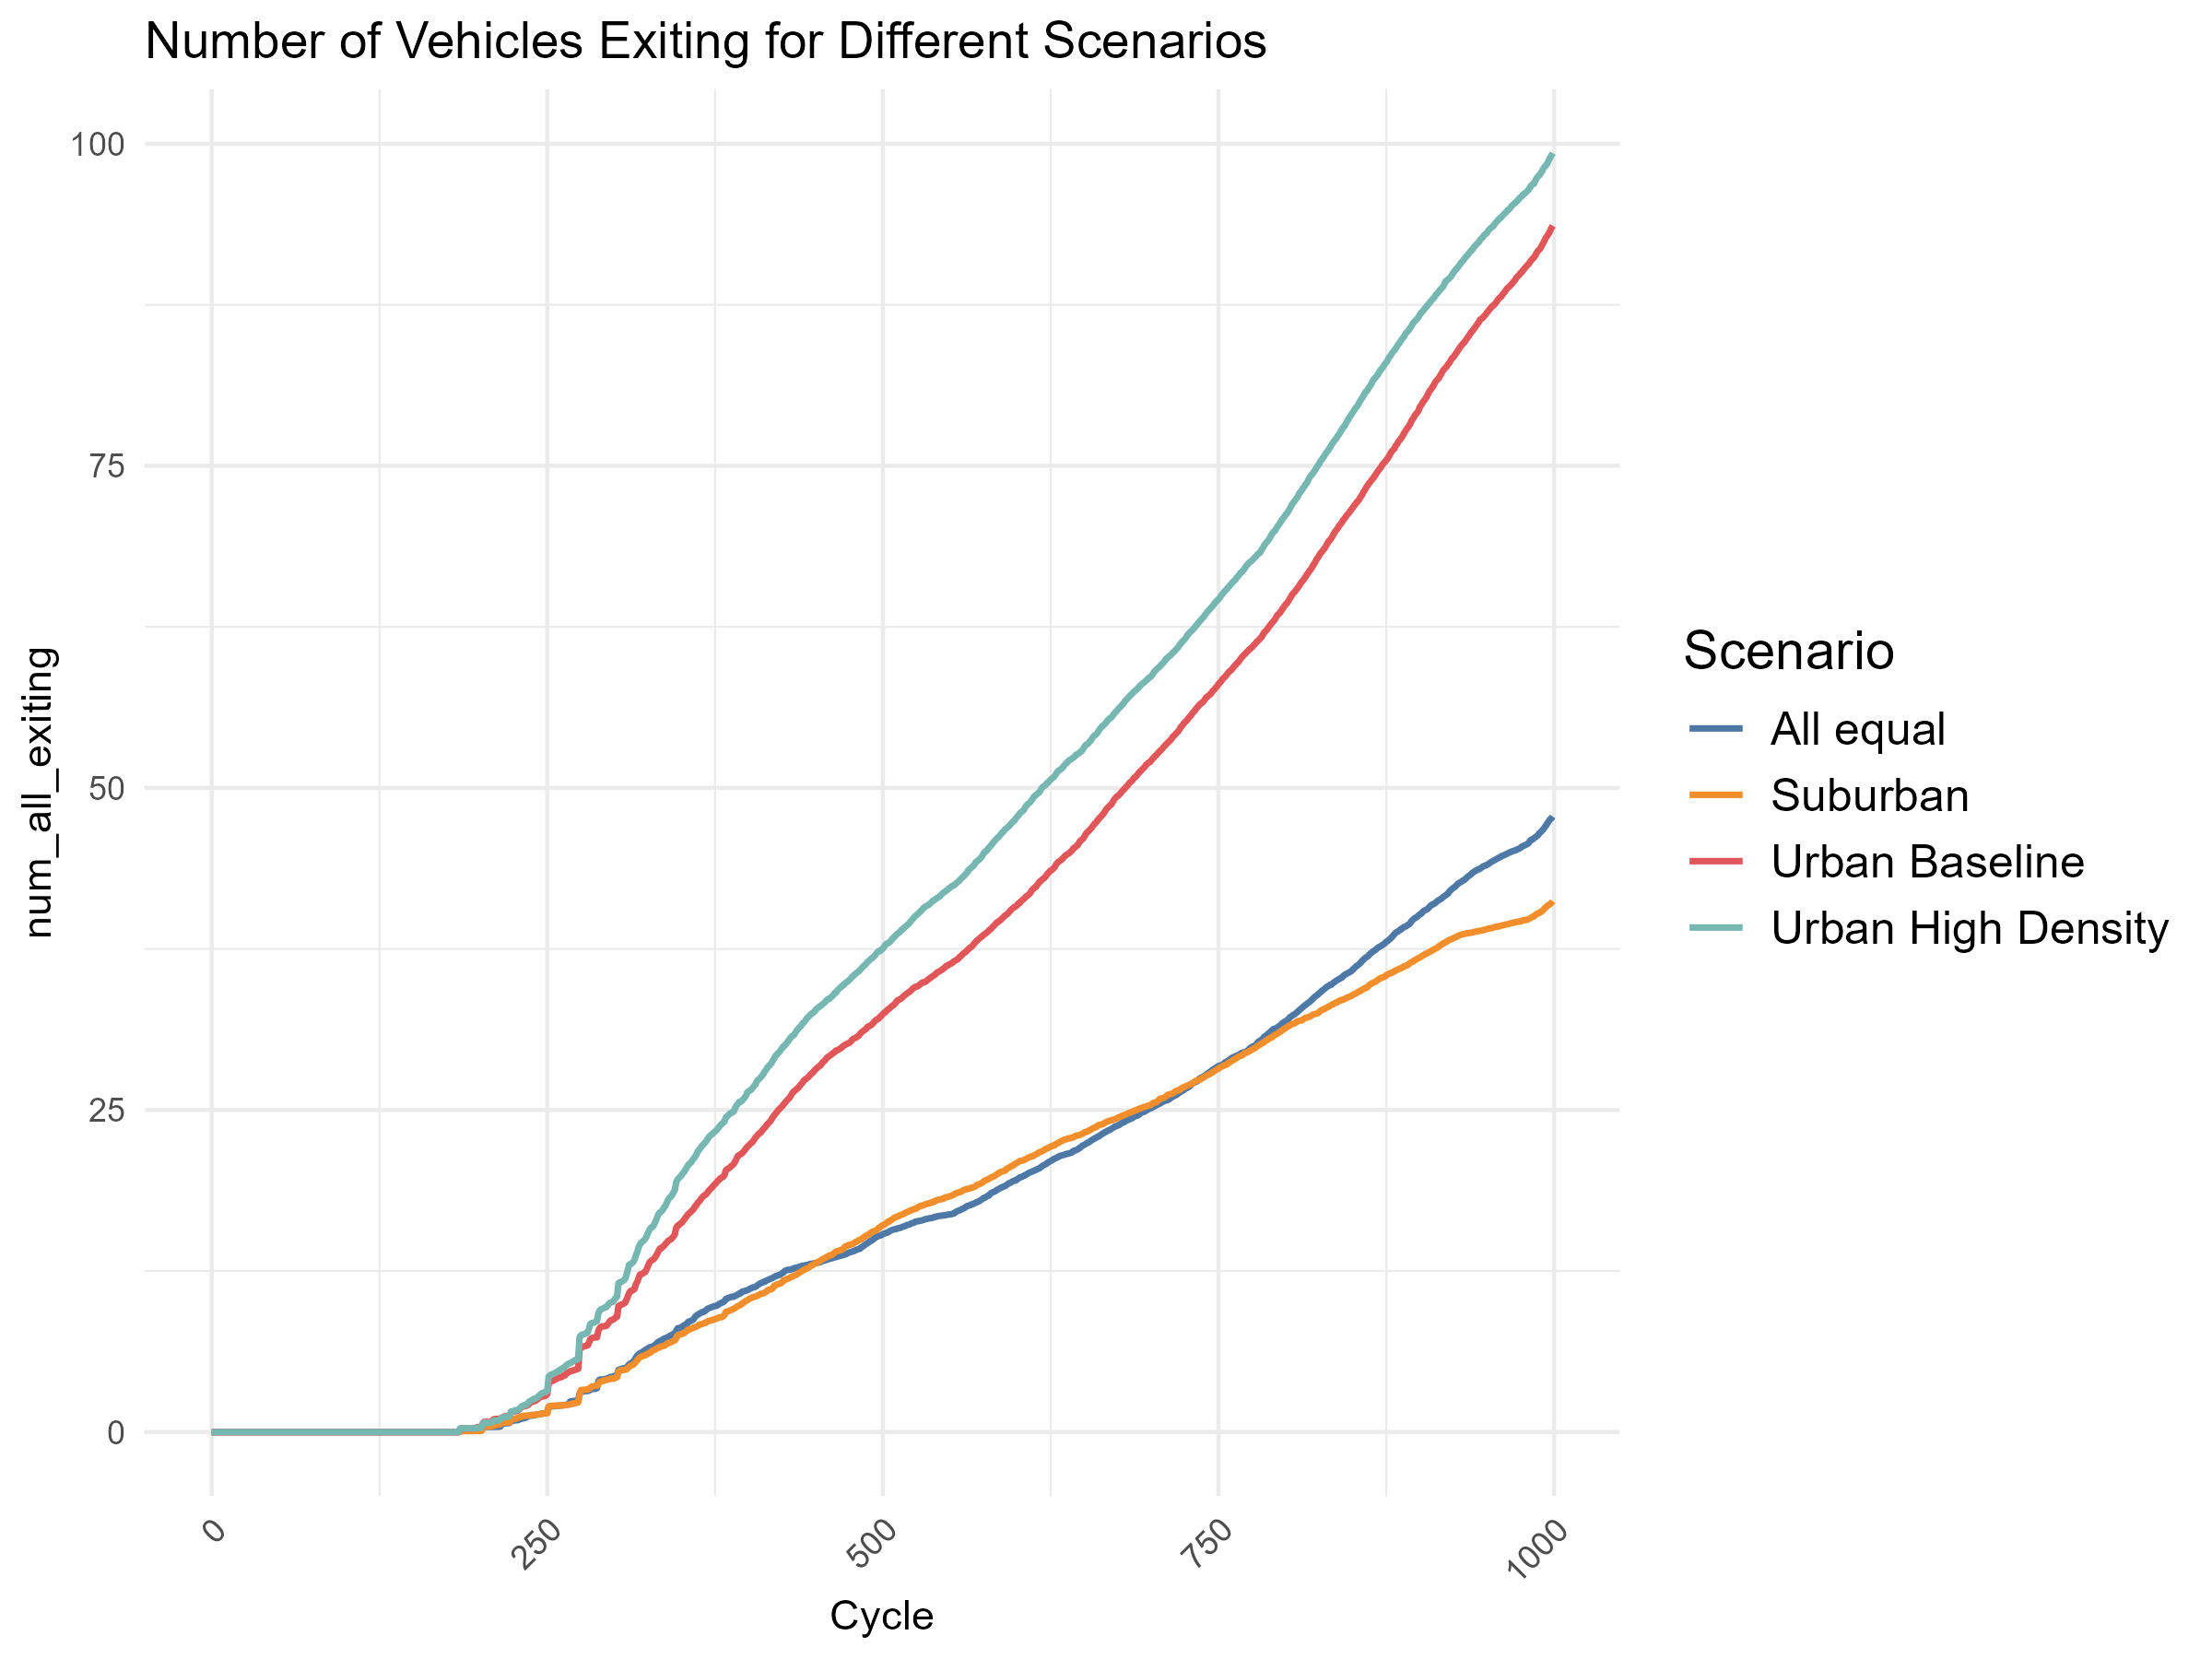 Number of Vehicles Exiting for Different Scenarios
num_all_exiting
100
75
50
25
0
0
250
500
750
1000
Cycle
Scenario
All equal
Suburban
Urban Baseline
Urban High Density